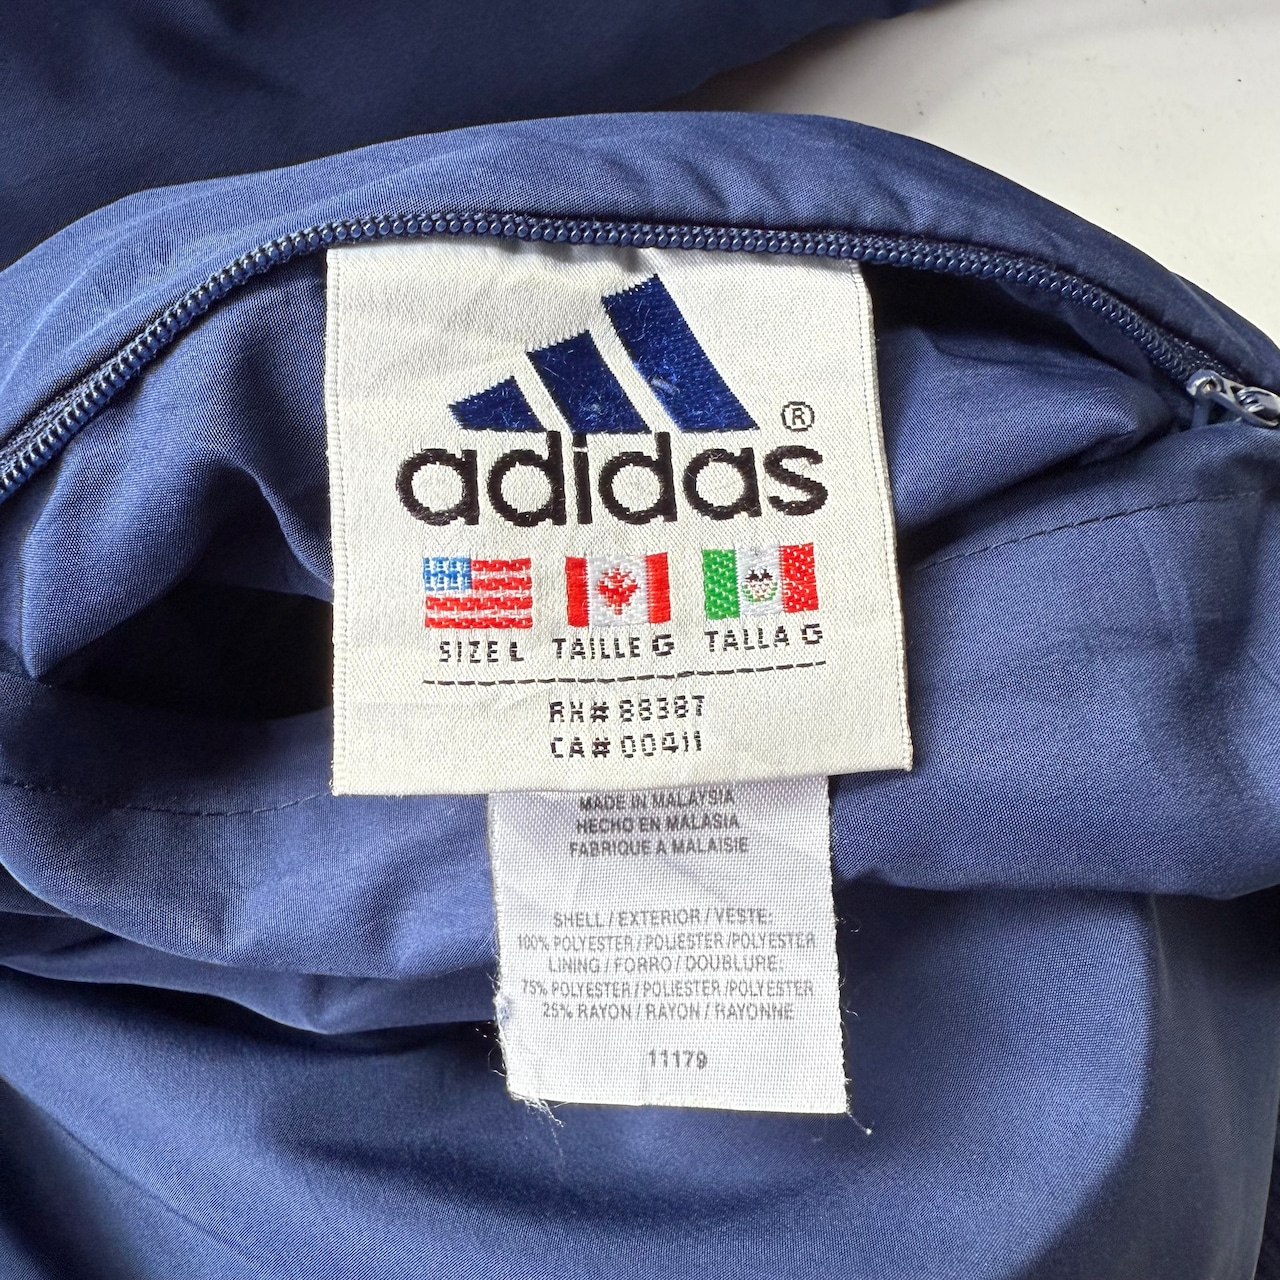 adidas®
SIZE L TAILLE G TALLA G
RN# 88387
CA# 00411
MADE IN MALAYSIA
HECHO EN MALASIA
FABRIQUE A MALAISIE
SHELL / EXTERIOR / VESTE:
100% POLYESTER / POLIESTER /POLYESTER
LINING / FORRO / DOUBLURE:
75% POLYESTER / POLIESTER /POLYESTER
25% RAYON / RAYON / RAYONNE
11179